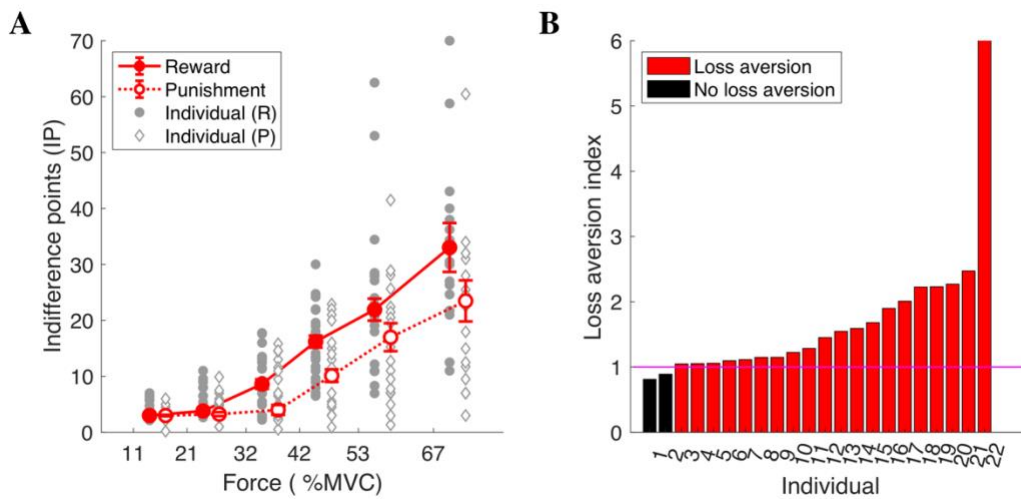 A
70
60
50
40
30
20
10
0
Indifference points (IP)
Reward
Punishment
Individual (R)
Individual (P)
11 21 32 42 53 67
Force ( %MVC)
B
6
5
4
3
2
1
0
Loss aversion index
Loss aversion
No loss aversion
1 2 3 4 5 6 7 8 9 10 11 12 13 14 15 16 17 18 19 20 21 22
Individual